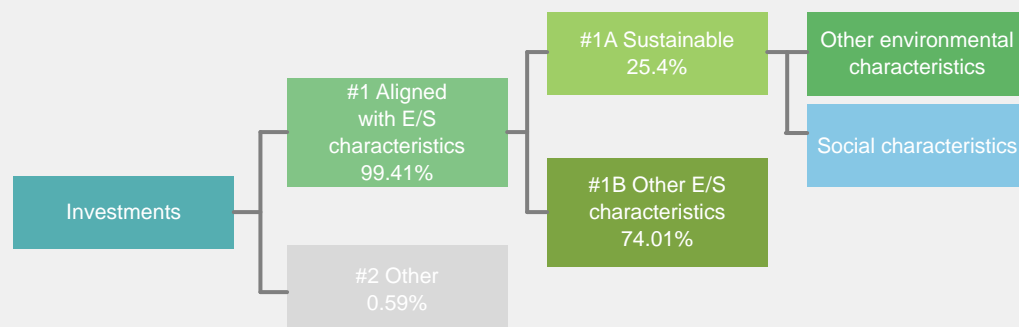 Investments
#1 Aligned
with E/S
characteristics
99.41%
#2 Other
0.59%
#1A Sustainable
25.4%
#1B Other E/S
characteristics
74.01%
Other environmental
characteristics
Social characteristics